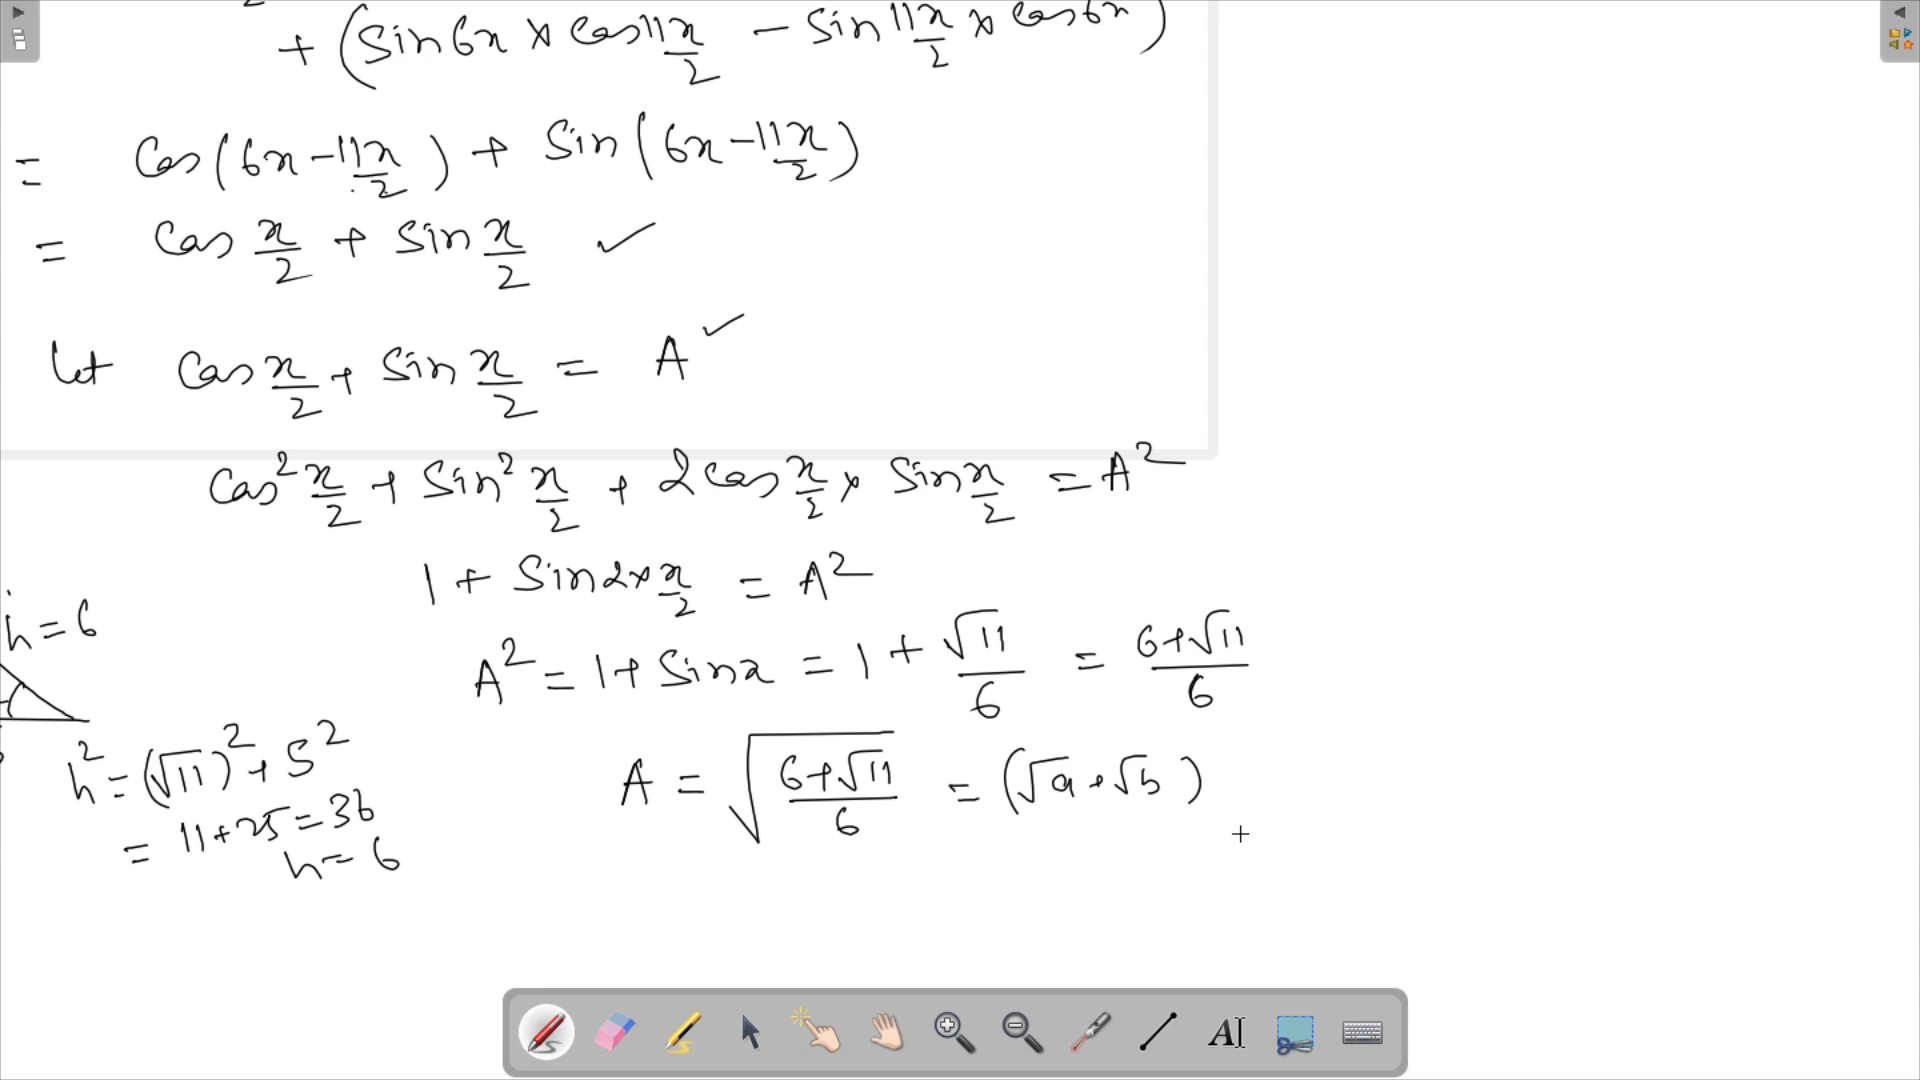 + (Sin6x × Cos11x/2 - Sin11x/2 × Cos6x)
= Cos(6x-11x/2) + Sin(6x-11x/2)
= Cos x/2 + Sin x/2 ✓
let Cos x/2 + Sin x/2 = A ✓
Cos² x/2 + Sin² x/2 + 2Cos x/2 × Sin x/2 = A²
1 + Sin2× x/2 = A²
h=6
A² = 1+ Sinx = 1 + √11/6 = 6+√11/6
h² = (√11)² + 5²
= 11+25=36
h= 6
A = √(6+√11/6) = (√a+√b)